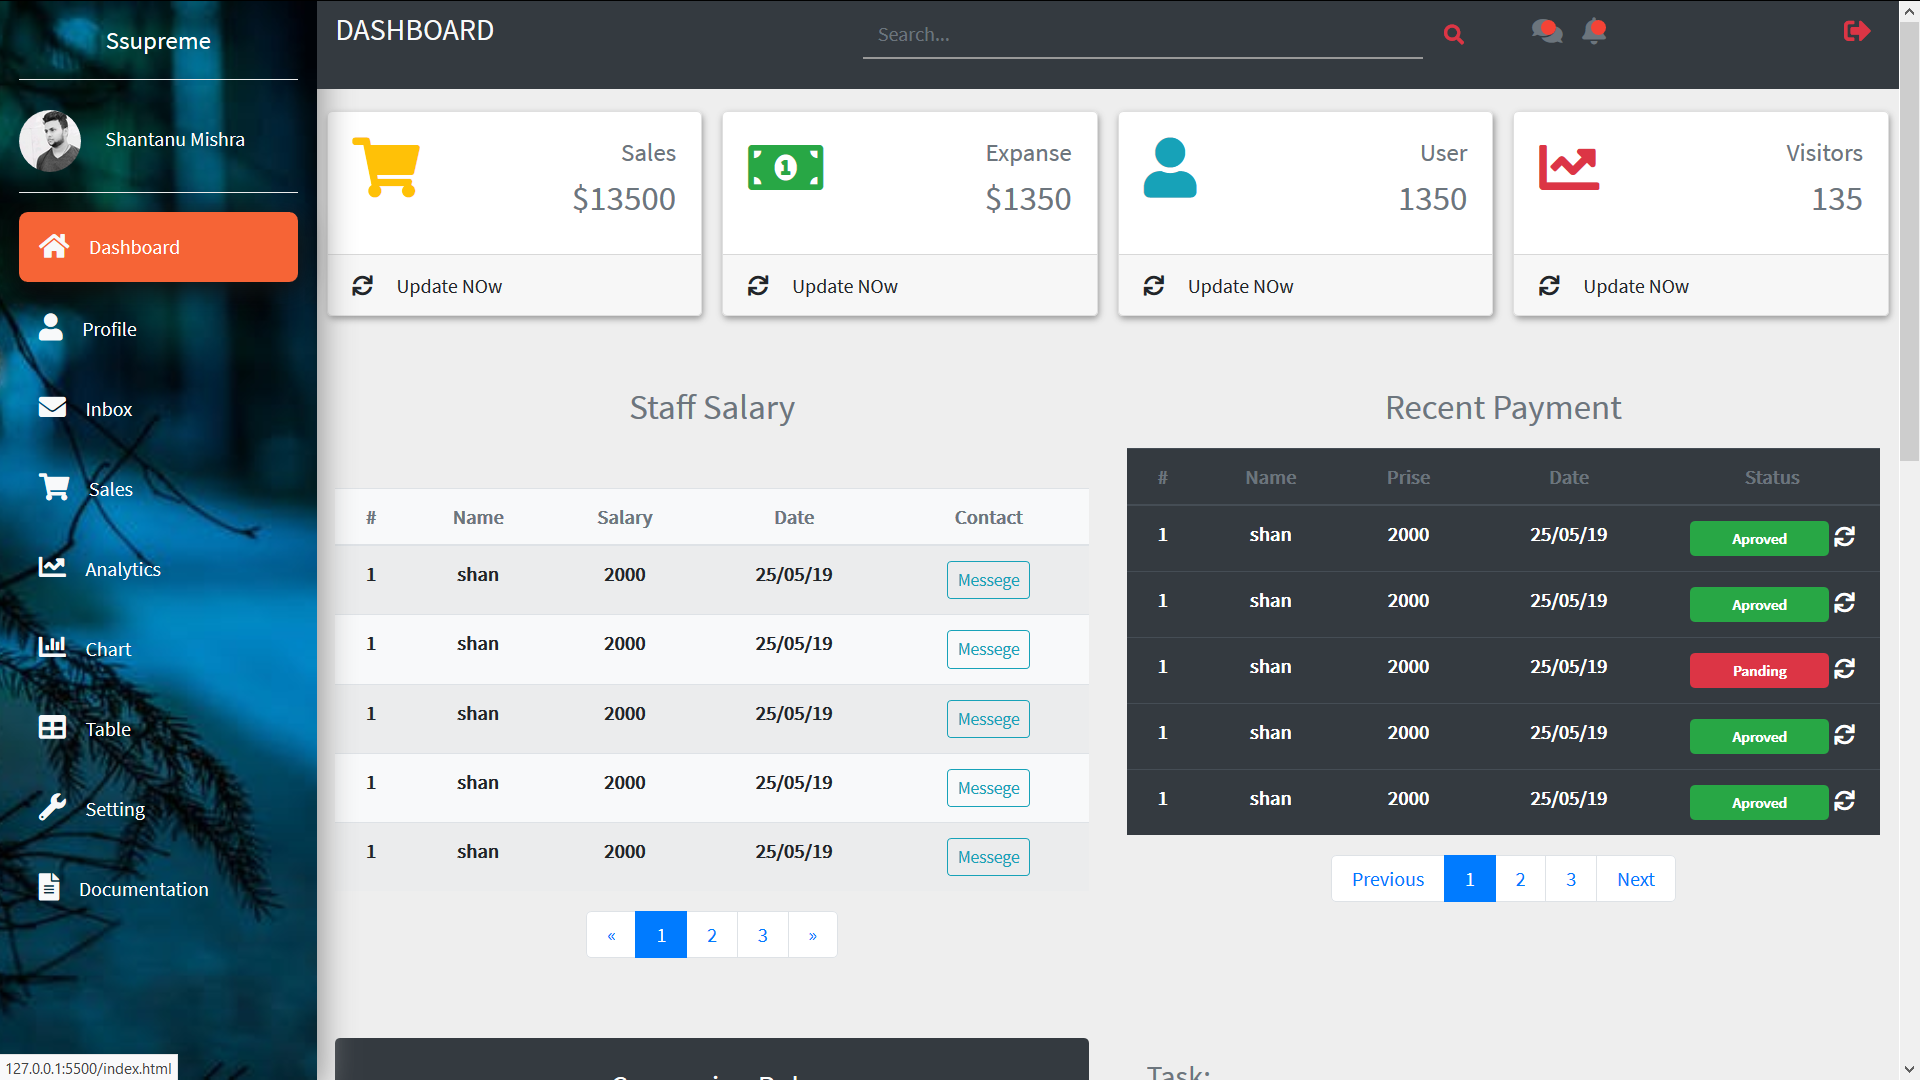 Ssupreme
Shantanu Mishra
Dashboard
Profile
Inbox
Sales
Analytics
Chart
Table
Setting
Documentation
127.0.0.1:5500/index.html
DASHBOARD
Search...
Sales
$13500
Update NOw
Expanse
$1350
Update NOw
User
1350
Update NOw
Visitors
135
Update NOw
Staff Salary
# Name Salary Date Contact
1 shan 2000 25/05/19 Messege
1 shan 2000 25/05/19 Messege
1 shan 2000 25/05/19 Messege
1 shan 2000 25/05/19 Messege
1 shan 2000 25/05/19 Messege
« 1 2 3 »
Recent Payment
# Name Prise Date Status
1 shan 2000 25/05/19 Aproved
1 shan 2000 25/05/19 Aproved
1 shan 2000 25/05/19 Panding
1 shan 2000 25/05/19 Aproved
1 shan 2000 25/05/19 Aproved
Previous 1 2 3 Next
Task: